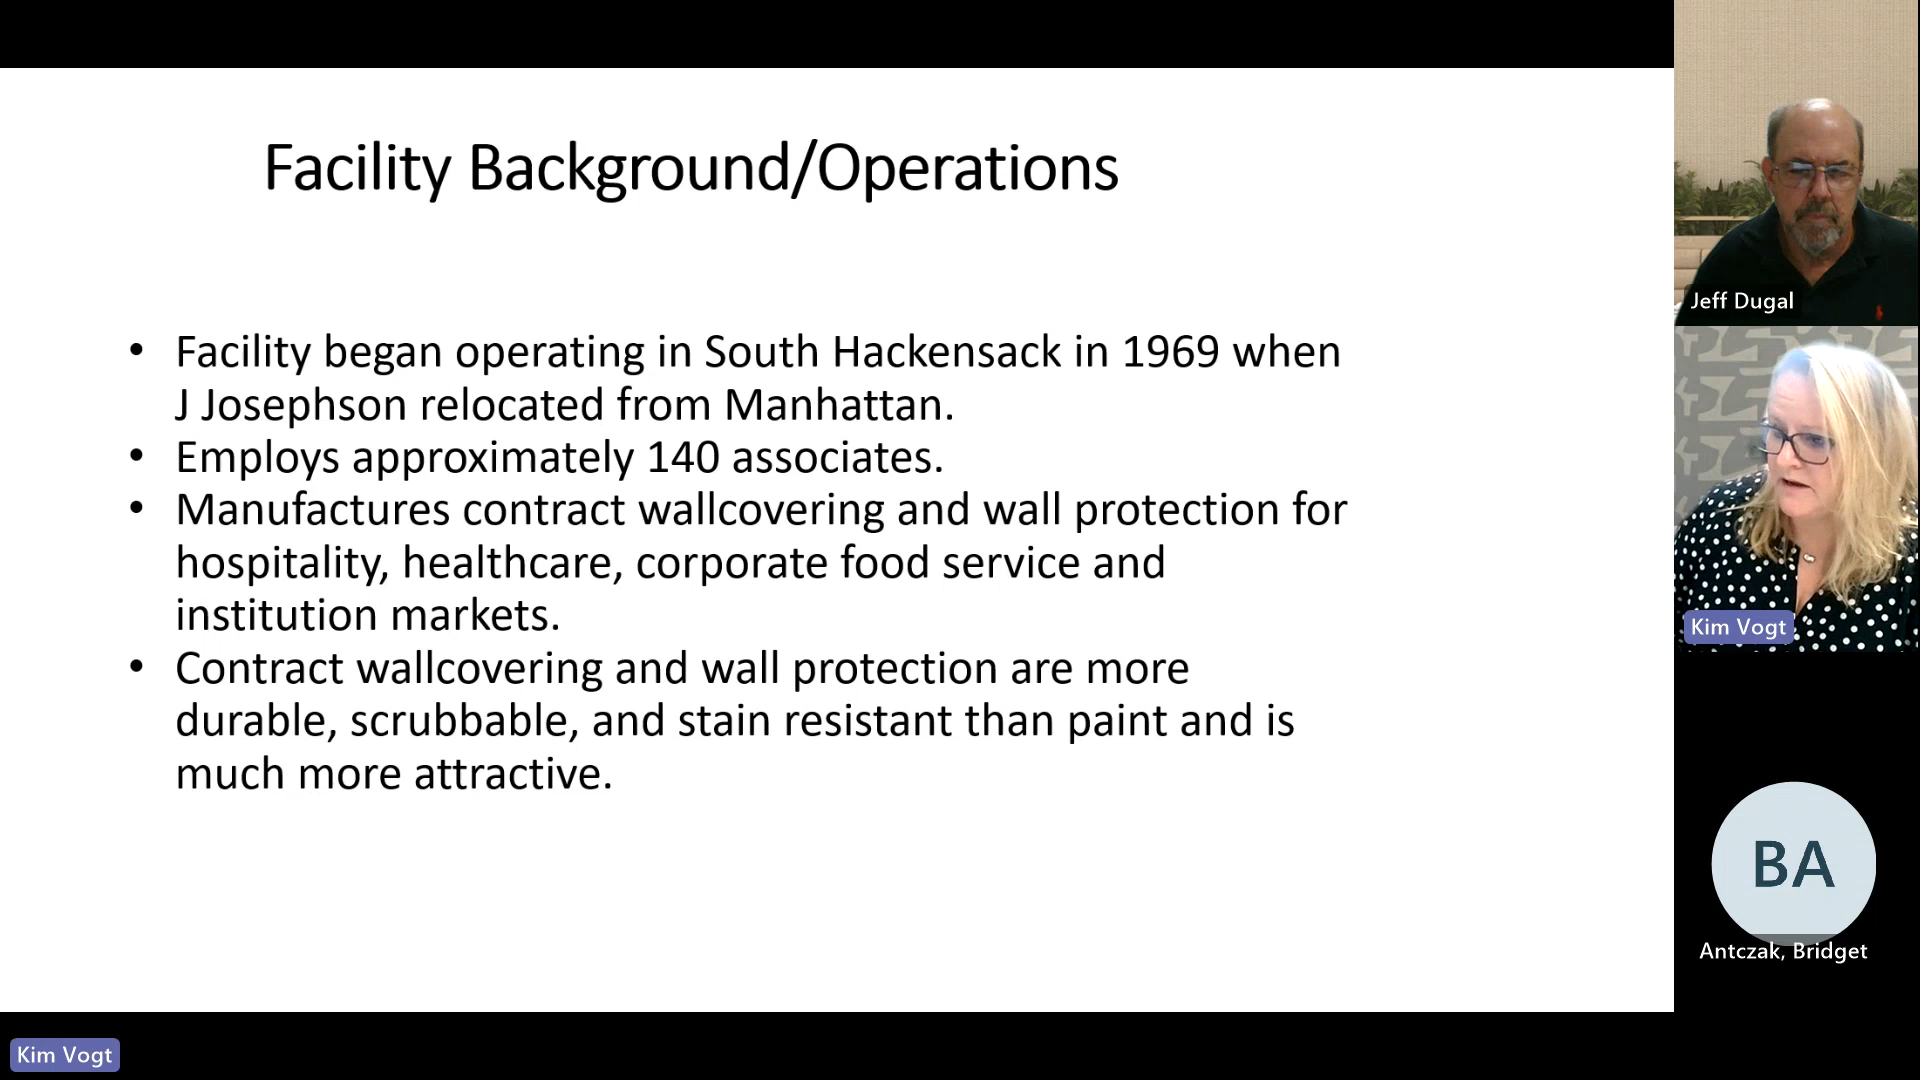 Facility Background/Operations
• Facility began operating in South Hackensack in 1969 when
J Josephson relocated from Manhattan.
• Employs approximately 140 associates.
• Manufactures contract wallcovering and wall protection for
hospitality, healthcare, corporate food service and
institution markets.
• Contract wallcovering and wall protection are more
durable, scrubbable, and stain resistant than paint and is
much more attractive.
Jeff Dugal
Kim Vogt
BA
Antczak, Bridget
Kim Vogt